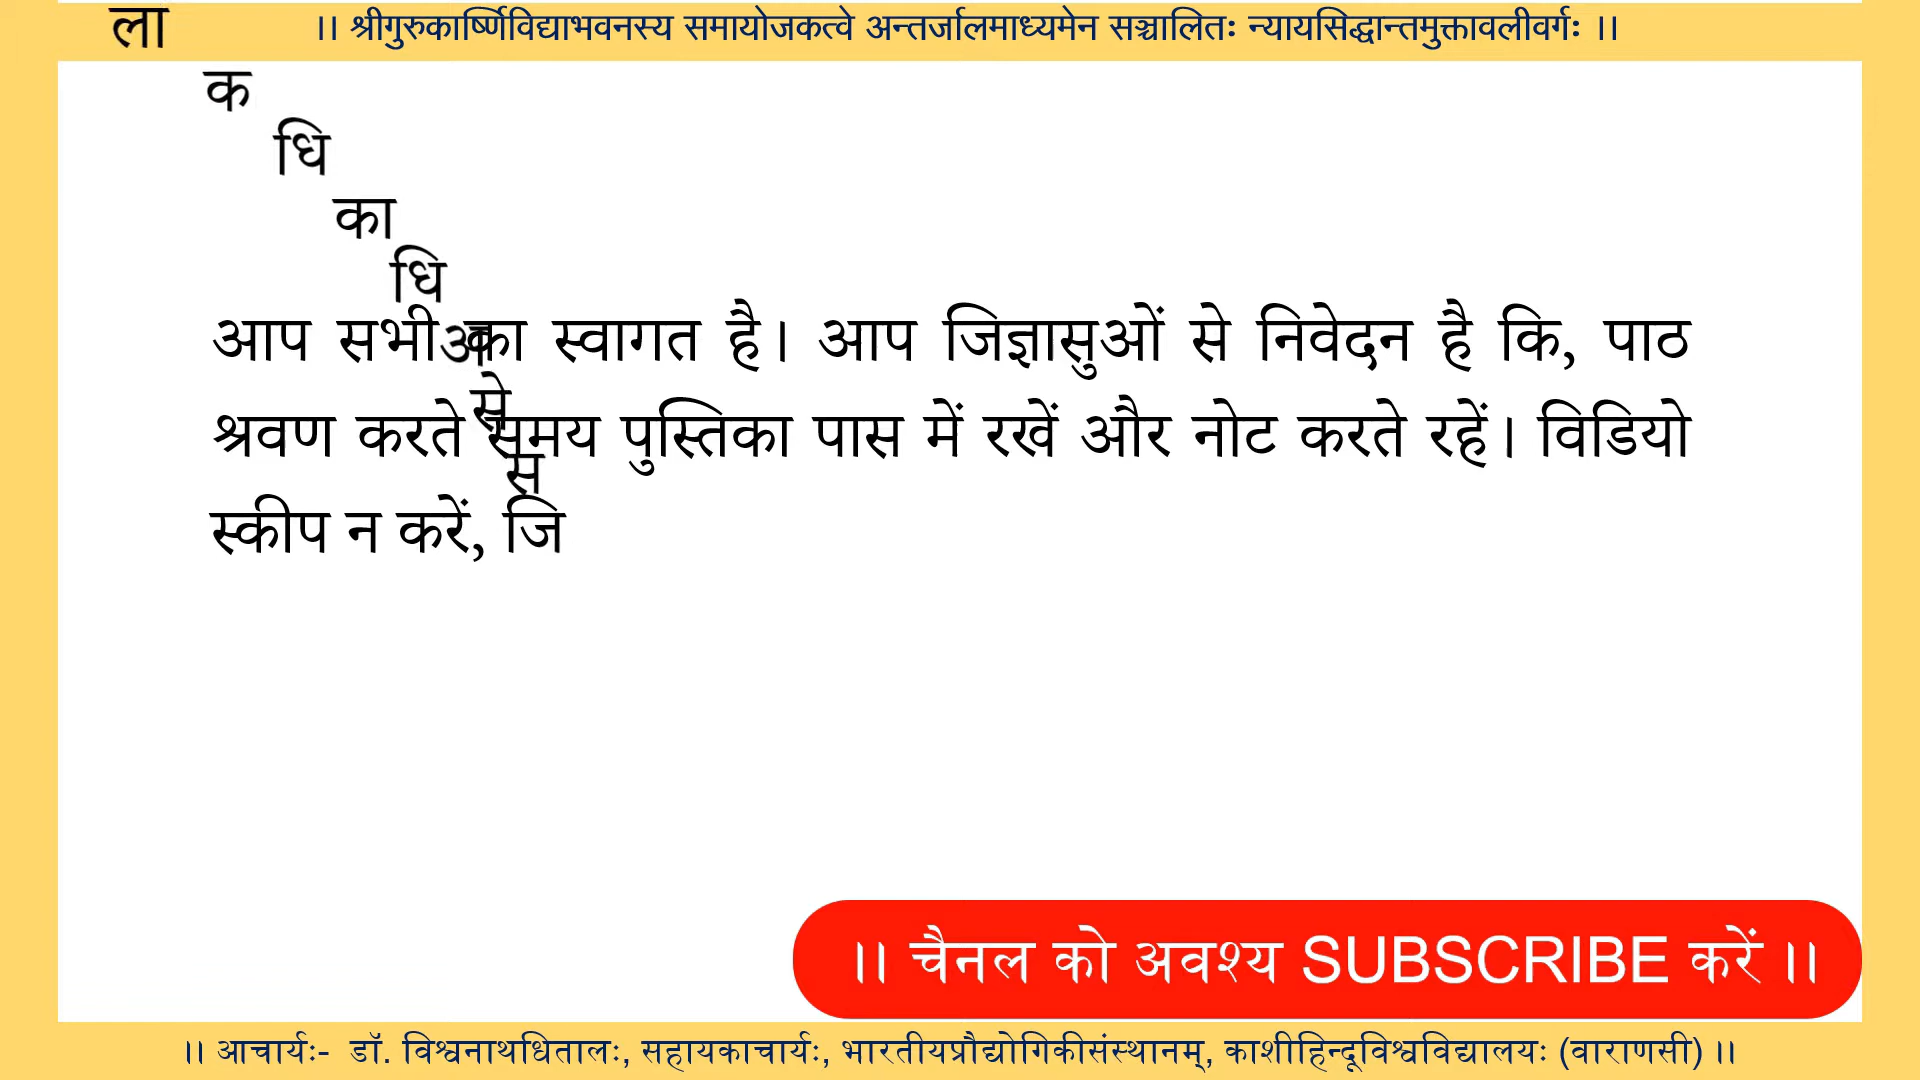 ।। श्रीगुरुकार्ष्णिविद्याभवनस्य समायोजकत्वे अन्तर्जालमाध्यमेन सञ्चालितः न्यायसिद्धान्तमुक्तावलीवर्गः ।।
ला
क
धि
का
धि
अ
से
स
आप सभी का स्वागत है। आप जिज्ञासुओं से निवेदन है कि, पाठ
श्रवण करते समय पुस्तिका पास में रखें और नोट करते रहें। विडियो
स्कीप न करें, जि
।। चैनल को अवश्य SUBSCRIBE करें ।।
।। आचार्यः- डॉ. विश्वनाथधितालः, सहायकाचार्यः, भारतीयप्रौद्योगिकीसंस्थानम्, काशीहिन्दूविश्वविद्यालयः (वाराणसी) ।।